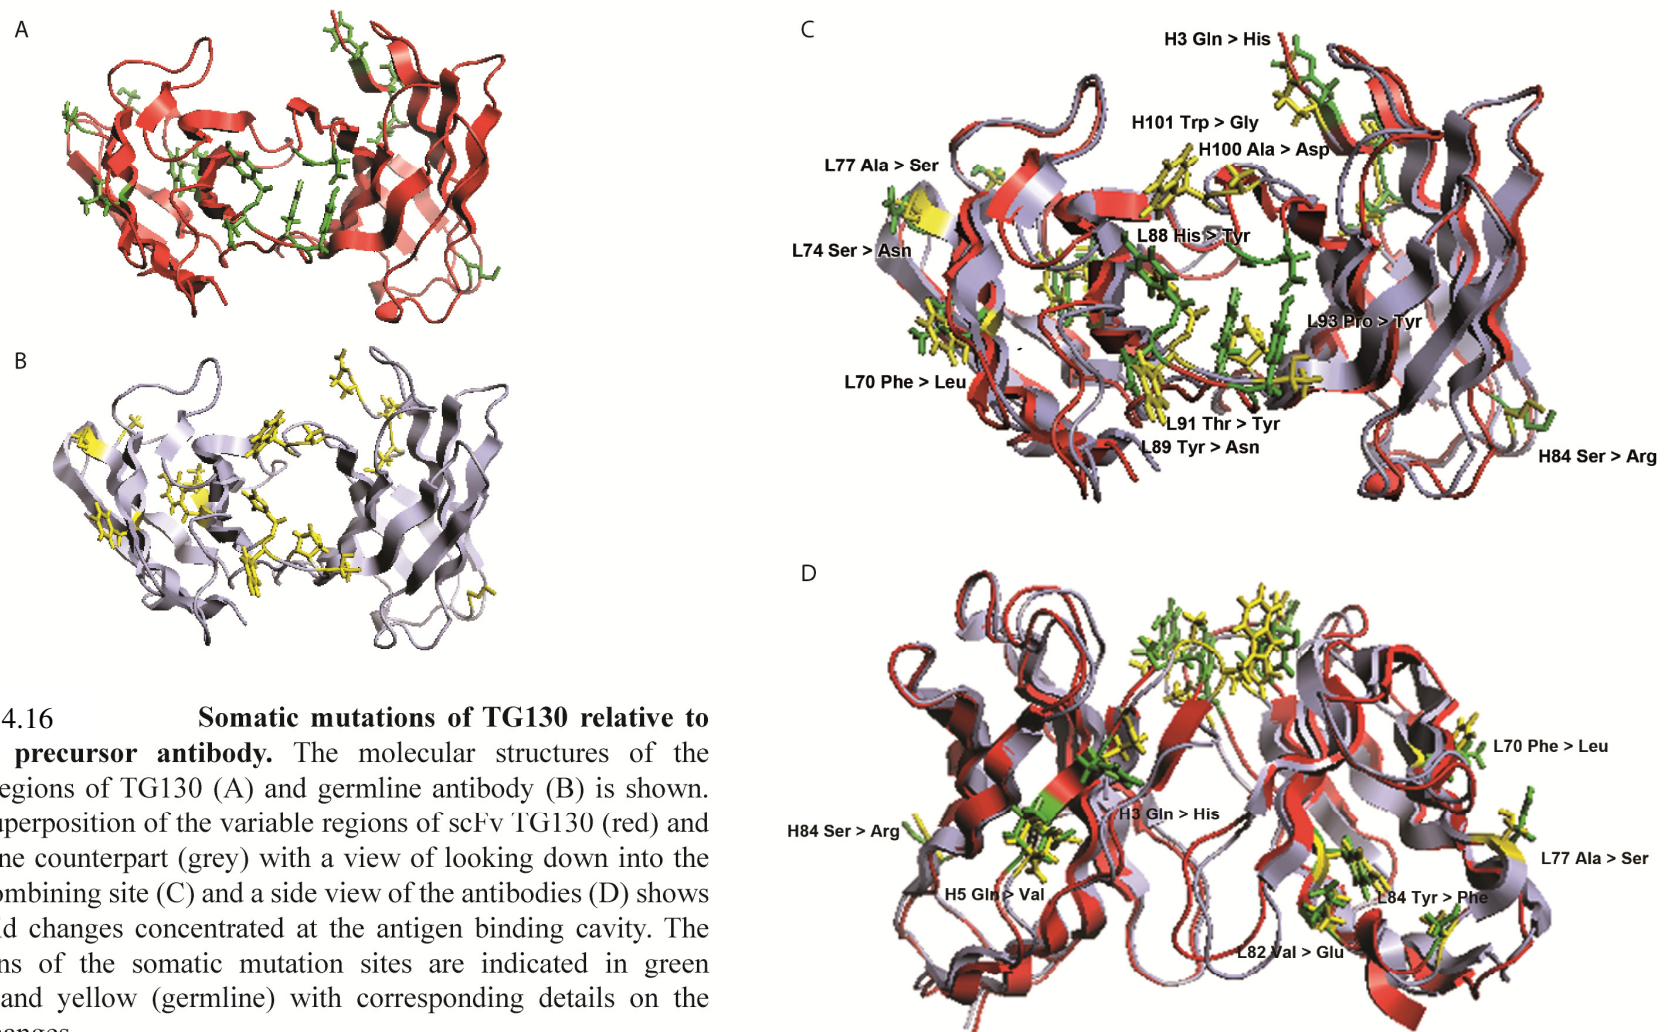 A
B
C
H3 Gln > His
H101 Trp > Gly
H100 Ala > Asp
L77 Ala > Ser
L88 His > Tyr
L74 Ser > Asn
L93 Pro > Tyr
L70 Phe > Leu
L91 Thr > Tyr
L89 Tyr > Asn
H84 Ser > Arg
D
L70 Phe > Leu
H3 Gln > His
H84 Ser > Arg
L77 Ala > Ser
H5 Gln > Val
L84 Tyr > Phe
L82 Val > Glu
4.16 Somatic mutations of TG130 relative to
precursor antibody. The molecular structures of the
egions of TG130 (A) and germline antibody (B) is shown.
uperposition of the variable regions of scFv TG130 (red) and
ne counterpart (grey) with a view of looking down into the
ombining site (C) and a side view of the antibodies (D) shows
d changes concentrated at the antigen binding cavity. The
ns of the somatic mutation sites are indicated in green
and yellow (germline) with corresponding details on the